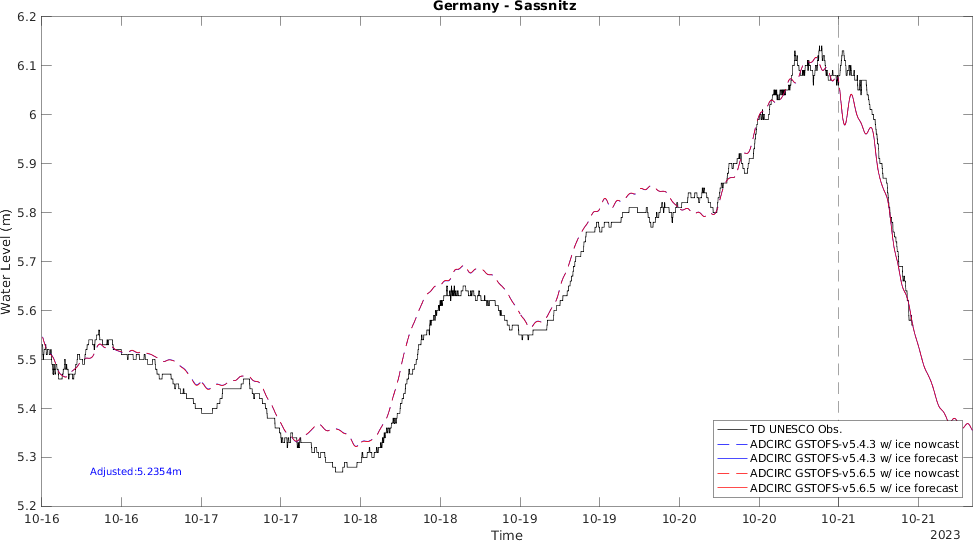 Germany - Sassnitz
6.2
6.1
6
5.9
5.8
5.7
5.6
5.5
5.4
5.3
5.2
Water Level (m)
Adjusted:5.2354m
TD UNESCO Obs.
ADCIRC GSTOFS-v5.4.3 w/ ice nowcast
ADCIRC GSTOFS-v5.4.3 w/ ice forecast
ADCIRC GSTOFS-v5.6.5 w/ ice nowcast
ADCIRC GSTOFS-v5.6.5 w/ ice forecast
10-16 10-16 10-17 10-17 10-18 10-18 10-19 10-19 10-20 10-20 10-21 10-21
Time
2023